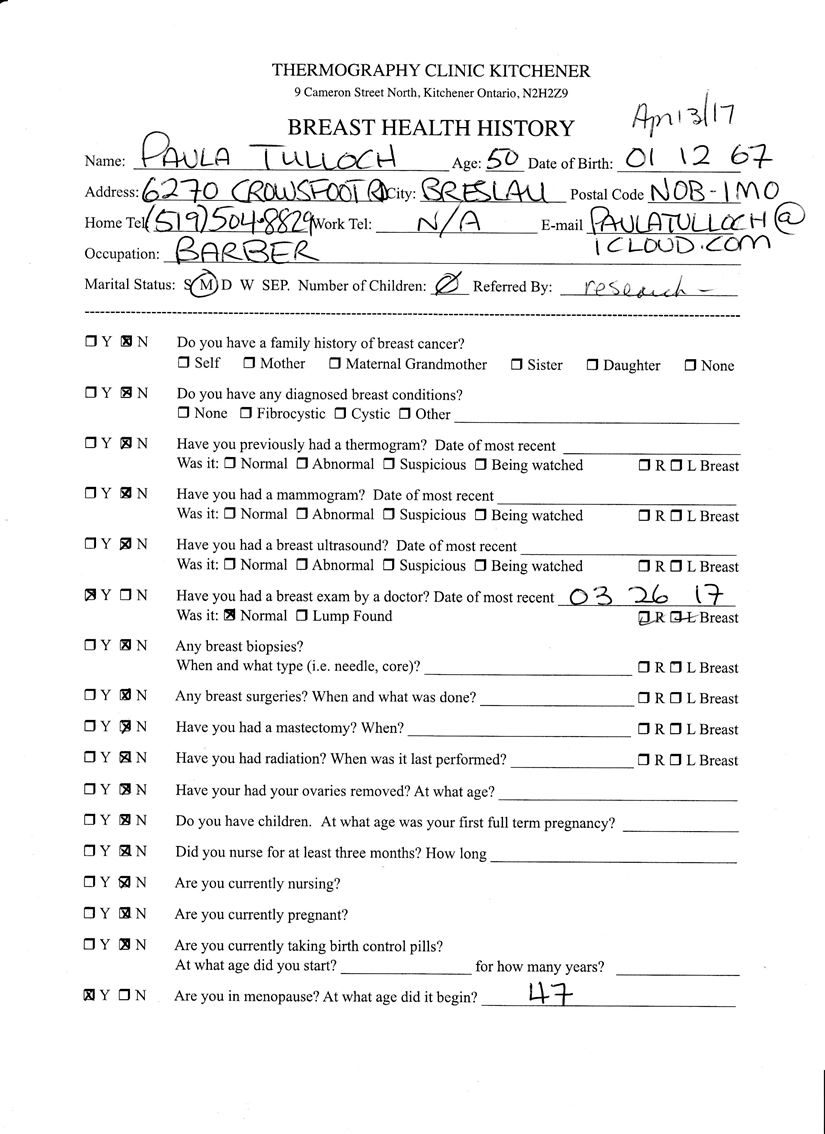 THERMOGRAPHY CLINIC KITCHENER
9 Cameron Street North, Kitchener Ontario, N2H2Z9
Apr 13/17
BREAST HEALTH HISTORY
Name: PAULA TULLOCH Age: 50 Date of Birth: 01 12 67
Address: 6270 CROWSFOOT RD City: BRESLAU Postal Code N0B-1M0
Home Tel (519) 504-8829 Work Tel: N/A E-mail PAULATULLOCH@
ICLOUD.COM
Occupation: BARBER
Marital Status: S M D W SEP. Number of Children: 0 Referred By: research -
☐ Y ☒ N Do you have a family history of breast cancer?
☐ Self ☐ Mother ☐ Maternal Grandmother ☐ Sister ☐ Daughter ☐ None
☐ Y ☒ N Do you have any diagnosed breast conditions?
☐ None ☐ Fibrocystic ☐ Cystic ☐ Other
☐ Y ☒ N Have you previously had a thermogram? Date of most recent
Was it: ☐ Normal ☐ Abnormal ☐ Suspicious ☐ Being watched ☐ R ☐ L Breast
☐ Y ☒ N Have you had a mammogram? Date of most recent
Was it: ☐ Normal ☐ Abnormal ☐ Suspicious ☐ Being watched ☐ R ☐ L Breast
☐ Y ☒ N Have you had a breast ultrasound? Date of most recent
Was it: ☐ Normal ☐ Abnormal ☐ Suspicious ☐ Being watched ☐ R ☐ L Breast
☒ Y ☐ N Have you had a breast exam by a doctor? Date of most recent 03 26 17
Was it: ☒ Normal ☐ Lump Found ☐ R ☐ L Breast
☐ Y ☒ N Any breast biopsies?
When and what type (i.e. needle, core)? ☐ R ☐ L Breast
☐ Y ☒ N Any breast surgeries? When and what was done? ☐ R ☐ L Breast
☐ Y ☒ N Have you had a mastectomy? When? ☐ R ☐ L Breast
☐ Y ☒ N Have you had radiation? When was it last performed? ☐ R ☐ L Breast
☐ Y ☒ N Have your had your ovaries removed? At what age?
☐ Y ☒ N Do you have children. At what age was your first full term pregnancy?
☐ Y ☒ N Did you nurse for at least three months? How long
☐ Y ☒ N Are you currently nursing?
☐ Y ☒ N Are you currently pregnant?
☐ Y ☒ N Are you currently taking birth control pills?
At what age did you start? for how many years?
☒ Y ☐ N Are you in menopause? At what age did it begin? 47